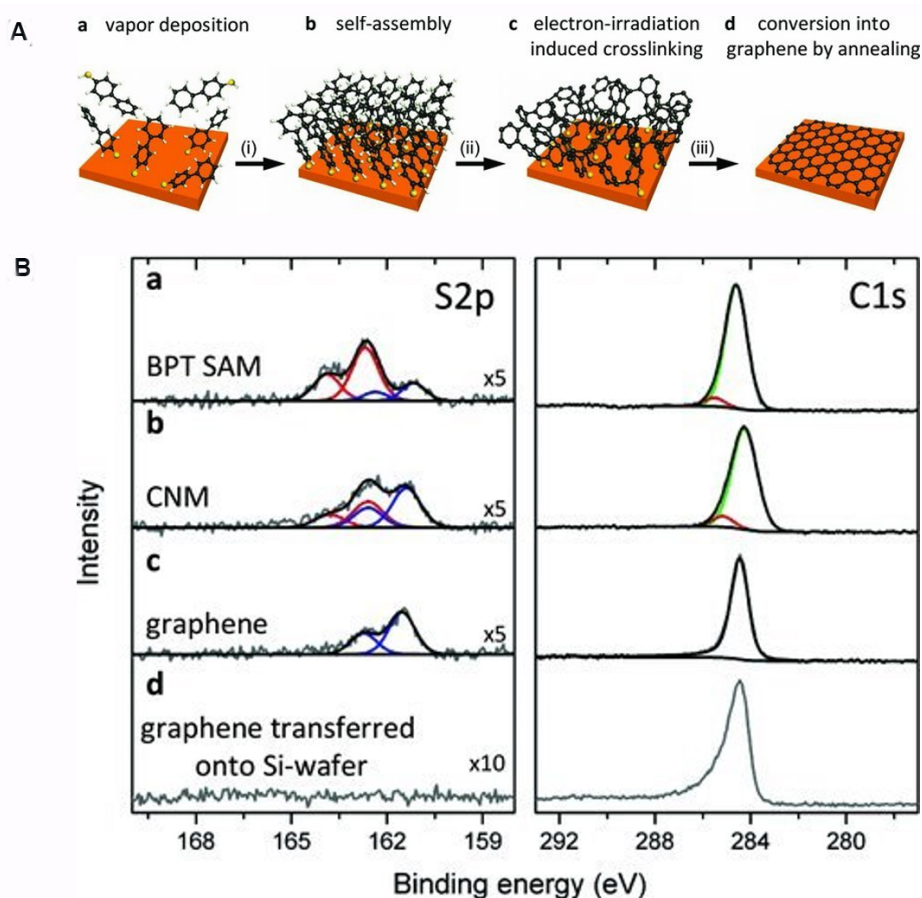 A
a vapor deposition
b self-assembly
c electron-irradiation
induced crosslinking
d conversion into
graphene by annealing
(i)
(ii)
(iii)
B
a
S2p
C1s
BPT SAM
x5
b
CNM
x5
c
graphene
x5
d
graphene transferred
onto Si-wafer
x10
Intensity
168 165 162 159
292 288 284 280
Binding energy (eV)